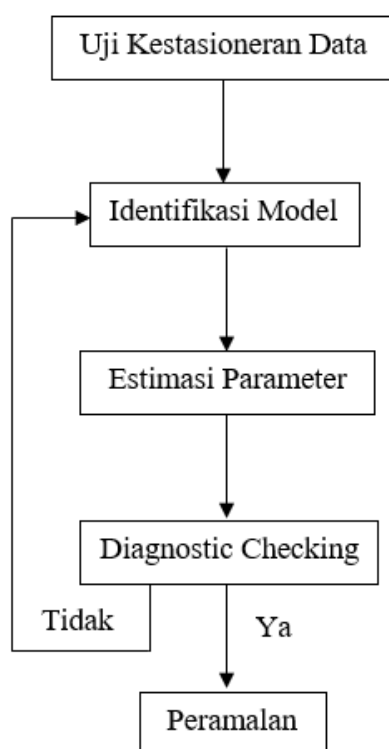 Uji Kestasioneran Data
Identifikasi Model
Estimasi Parameter
Diagnostic Checking
Tidak
Ya
Peramalan